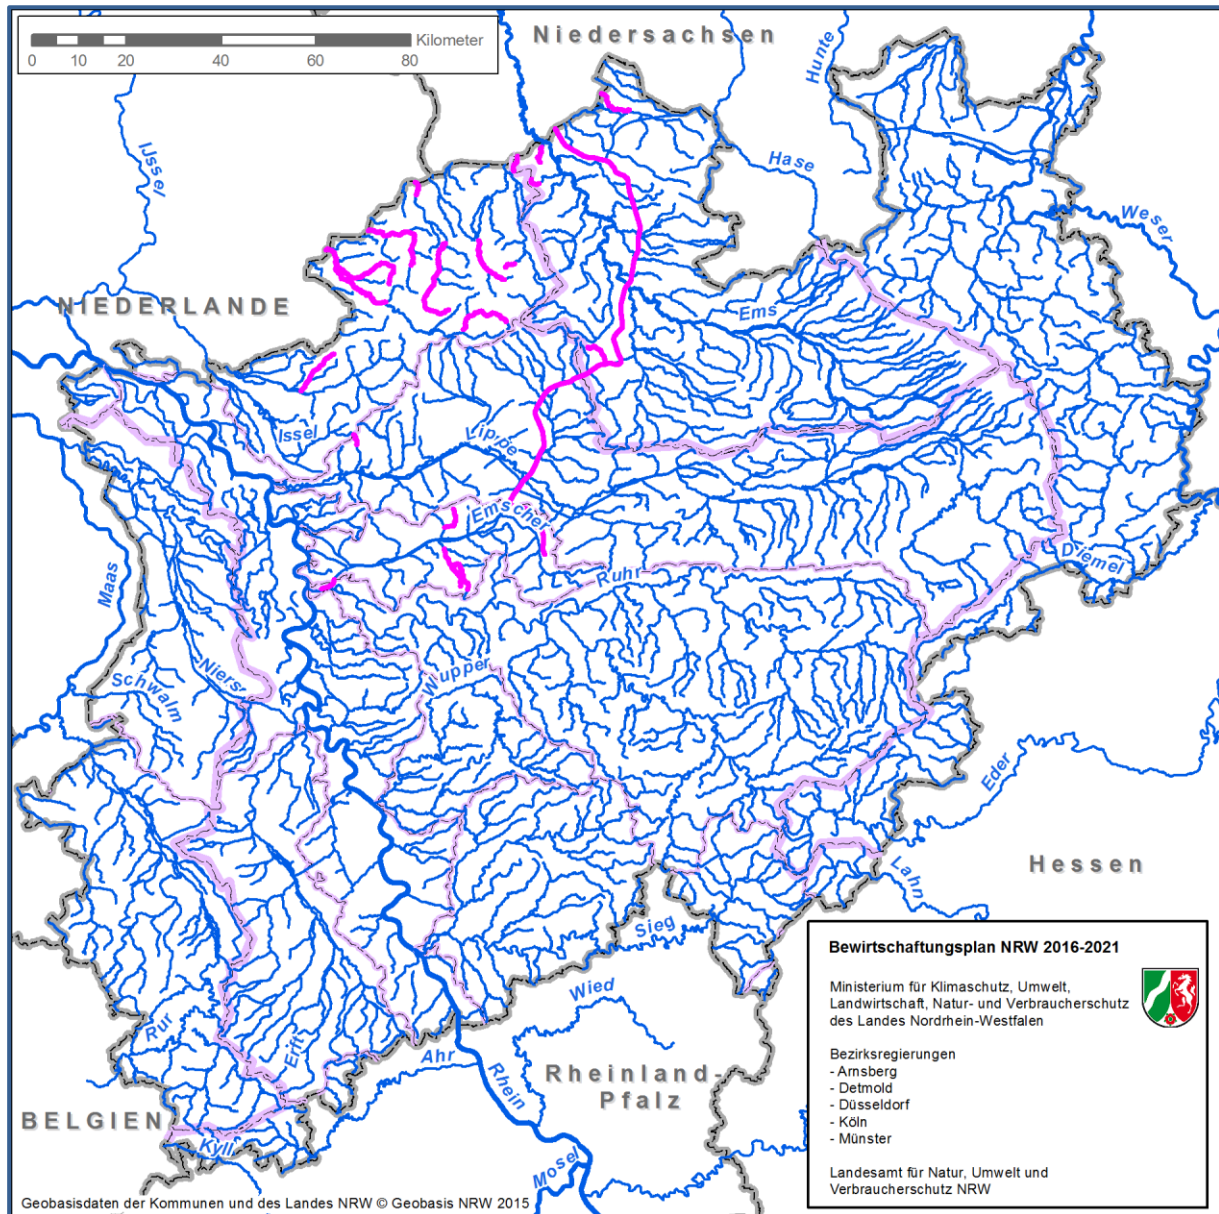 Kilometer
0 10 20 40 60 80
Niedersachsen
Hunte
IJssel
Hase
Weser
NIEDERLANDE
Ems
Issel
Lippe
Emscher
Maas
Ruhr
Diemel
Niers
Schwalm
Wupper
Eder
Lahn
Hessen
Sieg
Wied
Rur
Erft
Ahr
Rhein
Rheinland-
Pfalz
BELGIEN
Kyll
Mosel
Bewirtschaftungsplan NRW 2016-2021
Ministerium für Klimaschutz, Umwelt,
Landwirtschaft, Natur- und Verbraucherschutz
des Landes Nordrhein-Westfalen
Bezirksregierungen
- Arnsberg
- Detmold
- Düsseldorf
- Köln
- Münster
Landesamt für Natur, Umwelt und
Verbraucherschutz NRW
Geobasisdaten der Kommunen und des Landes NRW © Geobasis NRW 2015